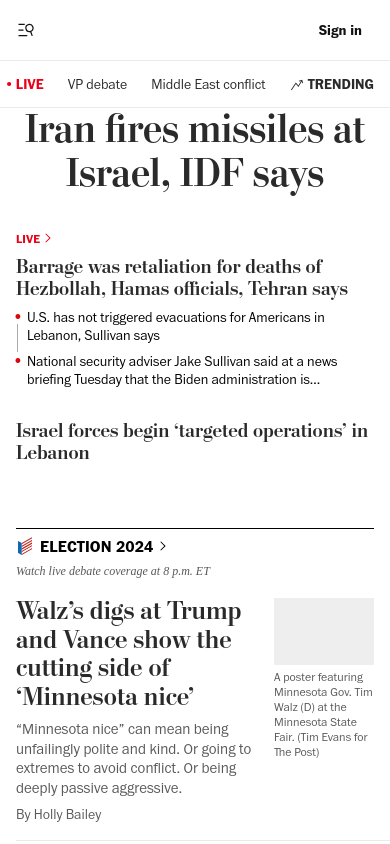 Sign in
LIVE
VP debate
Middle East conflict
TRENDING
Iran fires missiles at
Israel, IDF says
LIVE
Barrage was retaliation for deaths of
Hezbollah, Hamas officials, Tehran says
U.S. has not triggered evacuations for Americans in
Lebanon, Sullivan says
National security adviser Jake Sullivan said at a news
briefing Tuesday that the Biden administration is...
Israel forces begin ‘targeted operations’ in
Lebanon
ELECTION 2024
Watch live debate coverage at 8 p.m. ET
Walz’s digs at Trump
and Vance show the
cutting side of
‘Minnesota nice’
“Minnesota nice” can mean being
unfailingly polite and kind. Or going to
extremes to avoid conflict. Or being
deeply passive aggressive.
By Holly Bailey
A poster featuring
Minnesota Gov. Tim
Walz (D) at the
Minnesota State
Fair. (Tim Evans for
The Post)